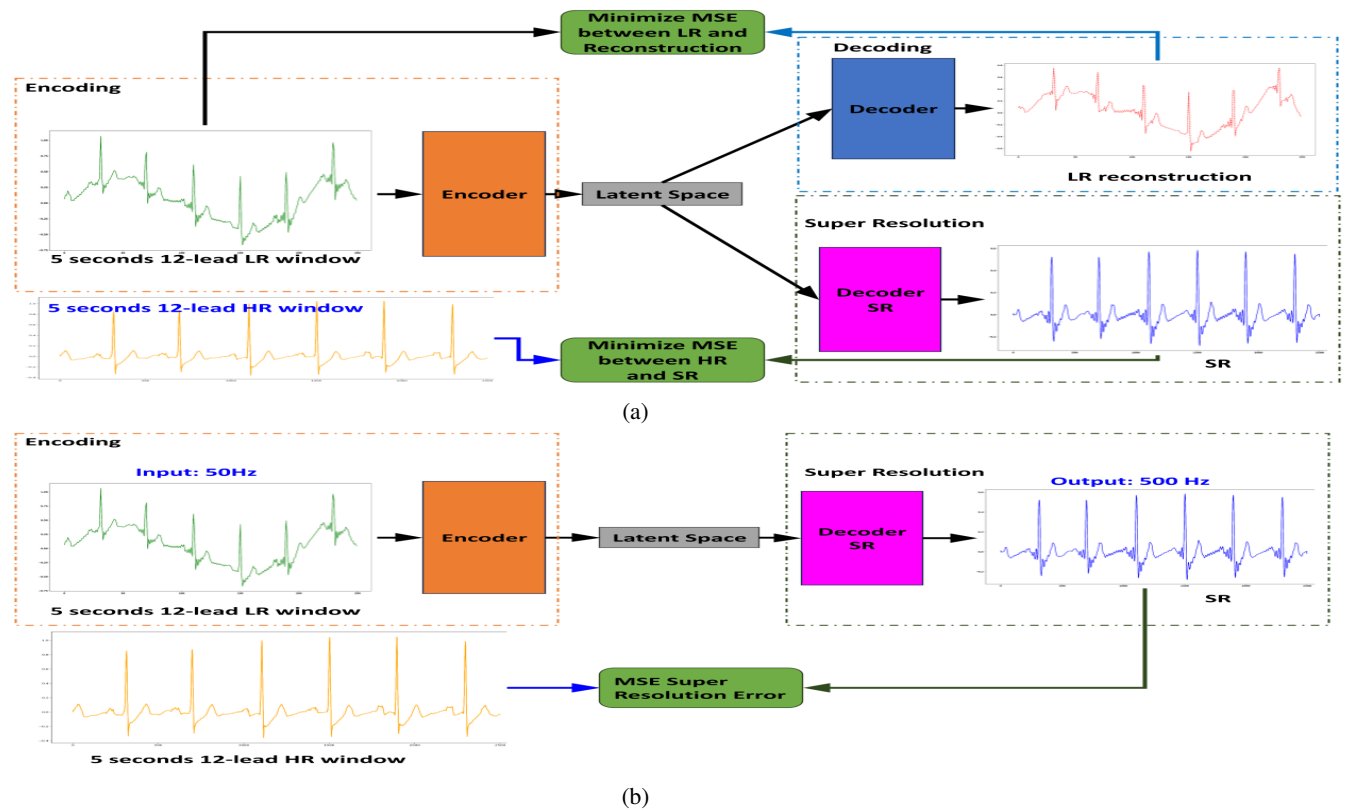 Minimize MSE
between LR and
Reconstruction
Encoding
Encoder
5 seconds 12-lead LR window
Latent Space
Decoding
Decoder
LR reconstruction
Super Resolution
Decoder
SR
SR
5 seconds 12-lead HR window
Minimize MSE
between HR
and SR
(a)
Encoding
Input: 50Hz
Encoder
5 seconds 12-lead LR window
Latent Space
Super Resolution
Decoder
SR
Output: 500 Hz
SR
MSE Super
Resolution Error
5 seconds 12-lead HR window
(b)